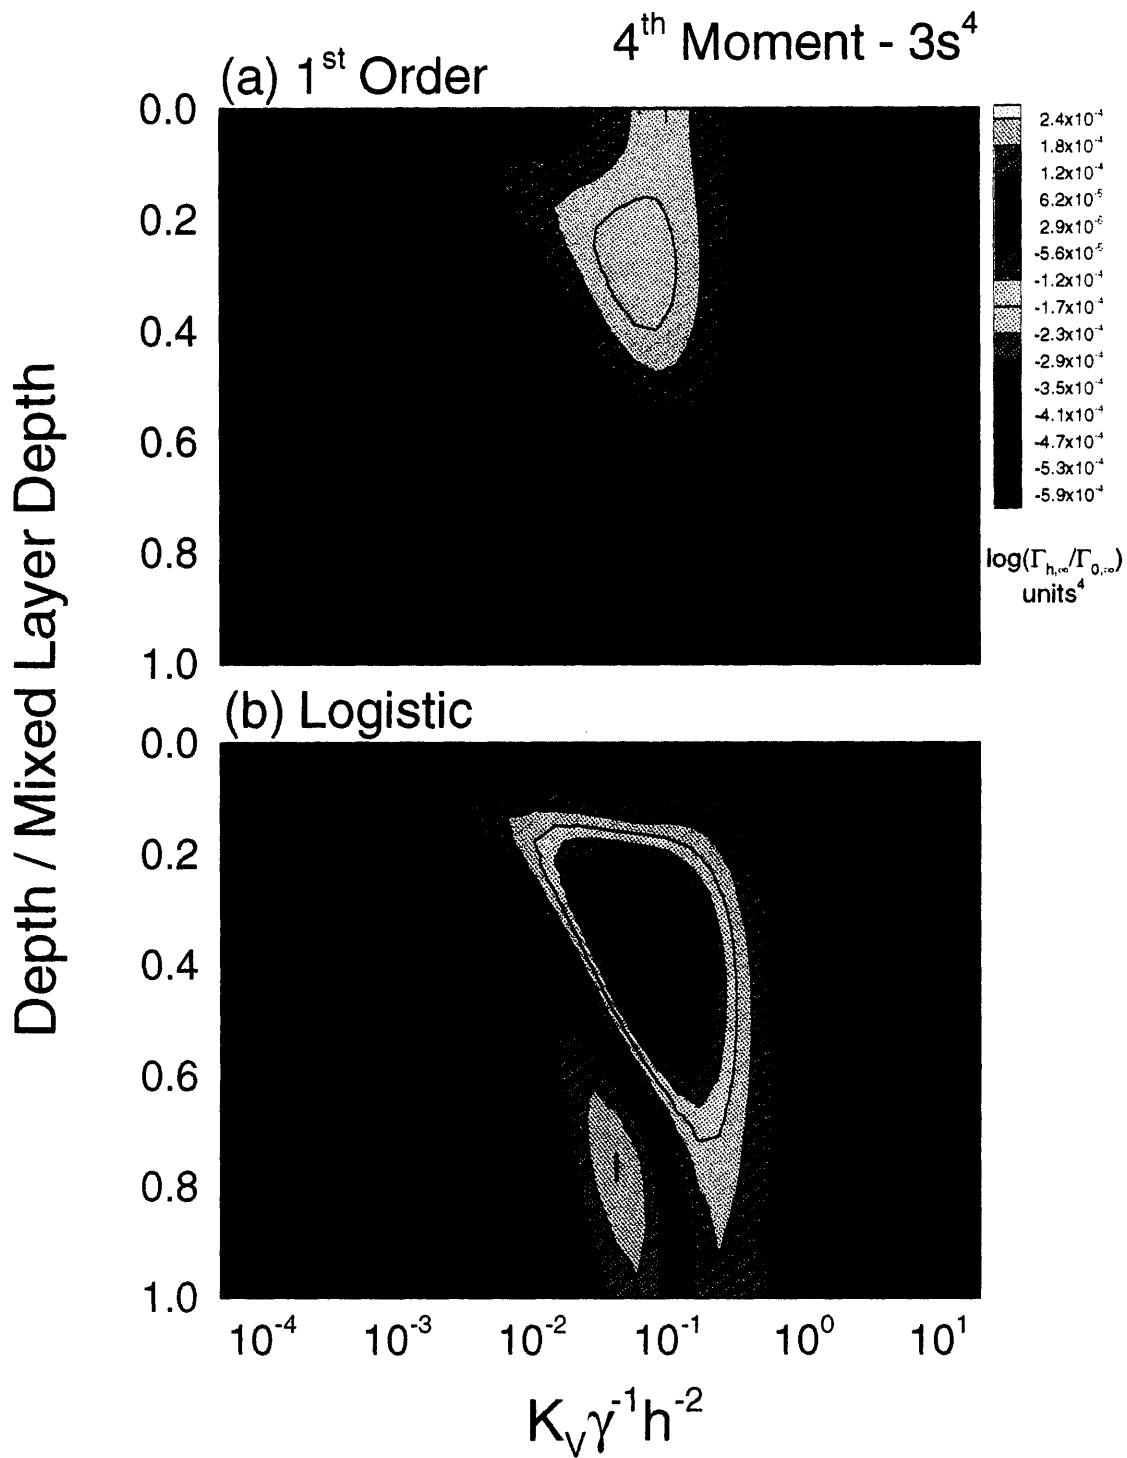 4th Moment - 3s4
(a) 1st Order
0.0
0.2
0.4
0.6
0.8
1.0
2.4x10-4
1.8x10-4
1.2x10-4
6.2x10-5
2.9x10-6
-5.6x10-5
-1.2x10-4
-1.7x10-4
-2.3x10-4
-2.9x10-4
-3.5x10-4
-4.1x10-4
-4.7x10-4
-5.3x10-4
-5.9x10-4
log(Γh,∞/Γ0,∞)
units4
Depth / Mixed Layer Depth
(b) Logistic
0.0
0.2
0.4
0.6
0.8
1.0
10-4 10-3 10-2 10-1 100 101
KVγ-1h-2